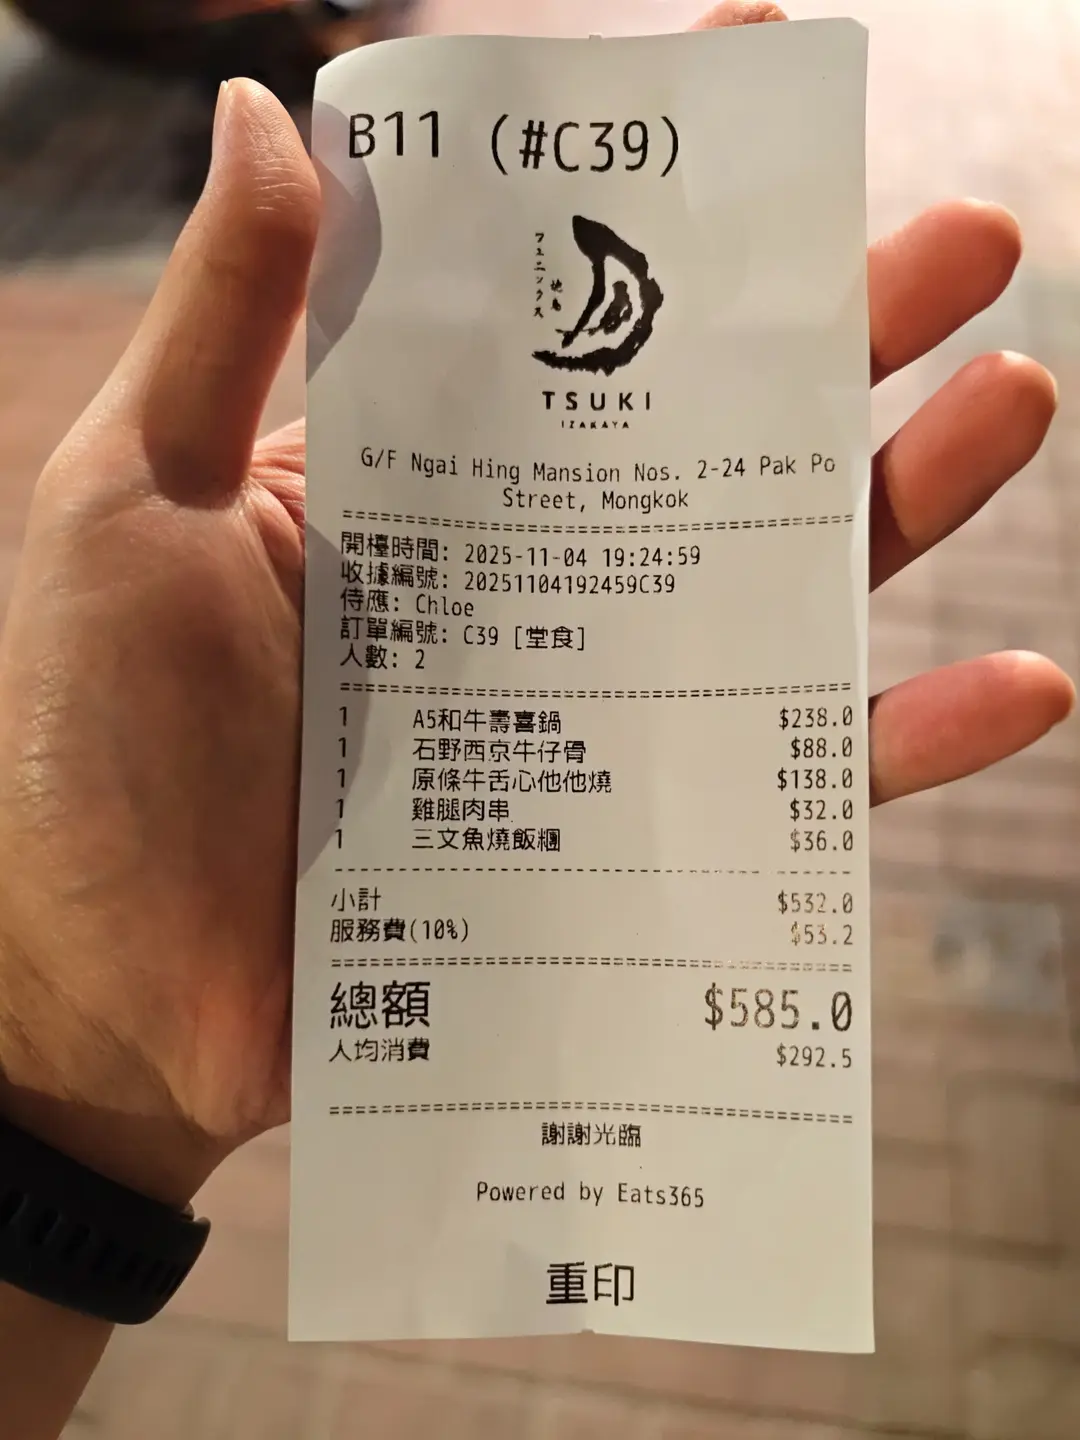 B11 (#C39)
フェニックス
焼鳥
TSUKI
IZAKAYA
G/F Ngai Hing Mansion Nos. 2-24 Pak Po
Street, Mongkok
開檯時間: 2025-11-04 19:24:59
收據編號: 20251104192459C39
侍應: Chloe
訂單編號: C39 [堂食]
人數: 2
1 A5和牛壽喜鍋 $238.0
1 石野西京牛仔骨 $88.0
1 原條牛舌心他他燒 $138.0
1 雞腿肉串 $32.0
1 三文魚燒飯糰 $36.0
小計 $532.0
服務費(10%) $53.2
總額 $585.0
人均消費 $292.5
謝謝光臨
Powered by Eats365
重印